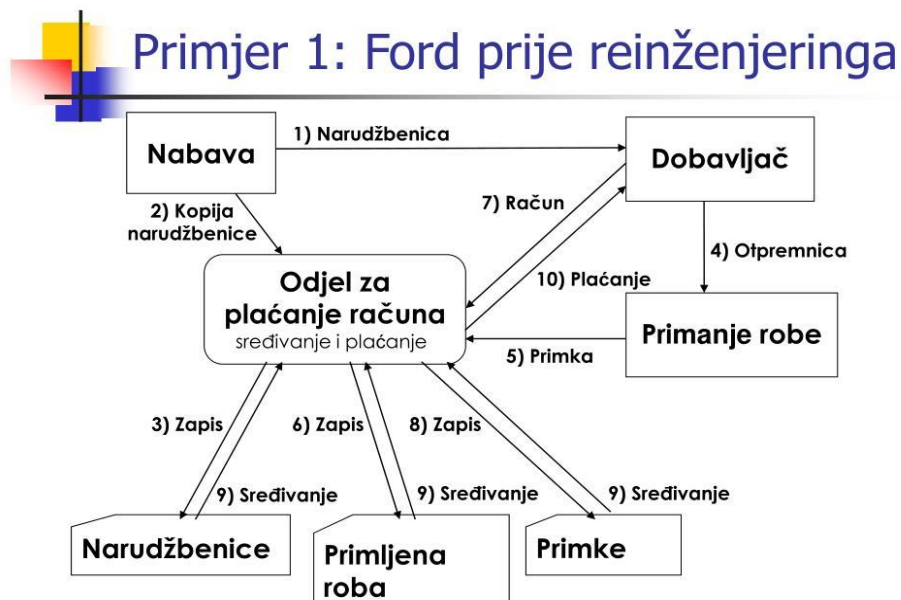 Primjer 1: Ford prije reinženjeringa
Nabava
1) Narudžbenica
Dobavljač
2) Kopija
narudžbenice
7) Račun
4) Otpremnica
10) Plaćanje
Odjel za
plaćanje računa
sređivanje i plaćanje
Primanje robe
5) Primka
3) Zapis
6) Zapis
8) Zapis
9) Sređivanje
9) Sređivanje
9) Sređivanje
Narudžbenice
Primljena
roba
Primke